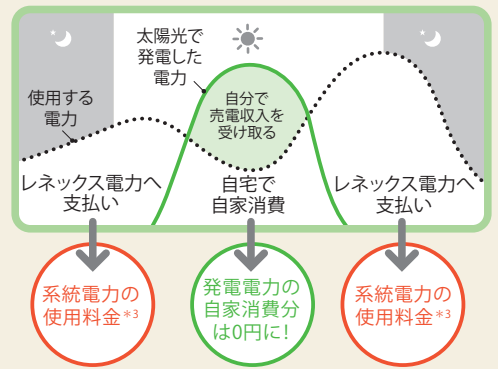 太陽光で
発電した
電力
使用する
電力
自分で
売電収入を
受け取る
レネックス電力へ
支払い
自宅で
自家消費
レネックス電力へ
支払い
系統電力の
使用料金*3
発電電力の
自家消費分
は0円に!
系統電力の
使用料金*3